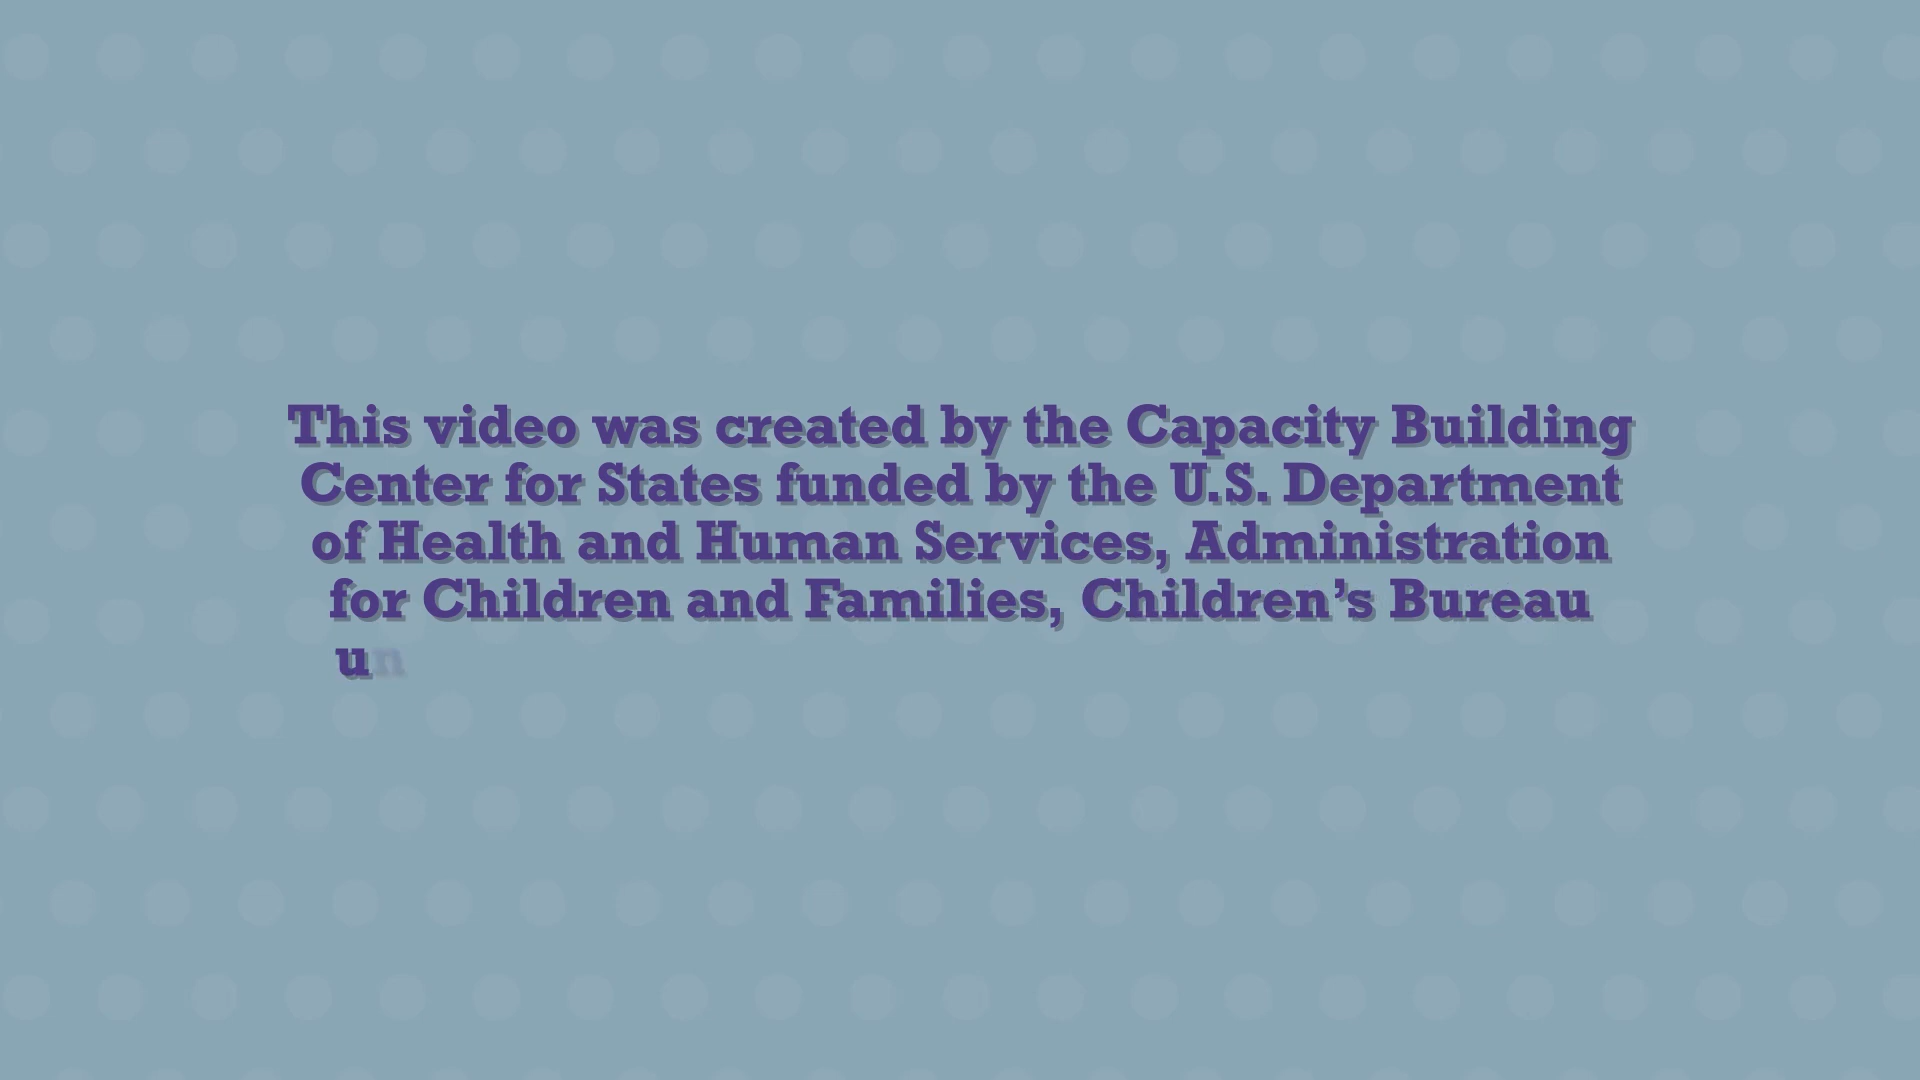 This video was created by the Capacity Building
Center for States funded by the U.S. Department
of Health and Human Services, Administration
for Children and Families, Children’s Bureau
un